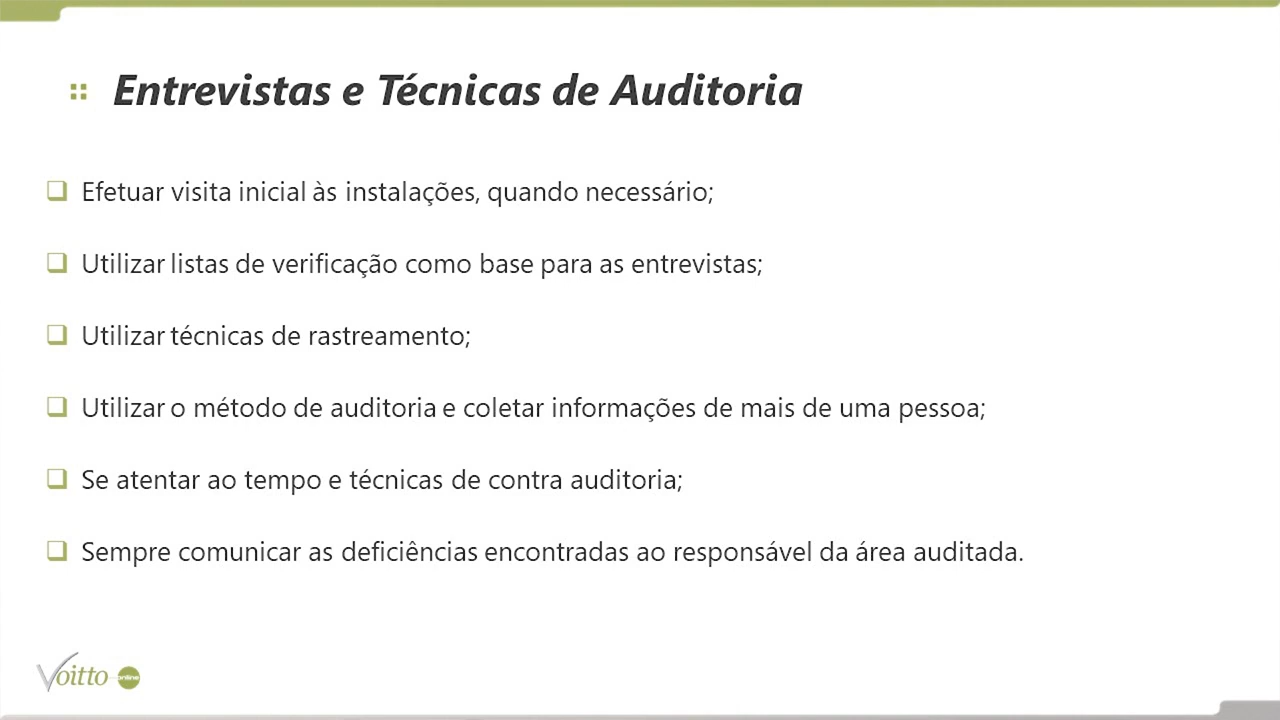 Entrevistas e Técnicas de Auditoria
Efetuar visita inicial às instalações, quando necessário;
Utilizar listas de verificação como base para as entrevistas;
Utilizar técnicas de rastreamento;
Utilizar o método de auditoria e coletar informações de mais de uma pessoa;
Se atentar ao tempo e técnicas de contra auditoria;
Sempre comunicar as deficiências encontradas ao responsável da área auditada.
Voitto online